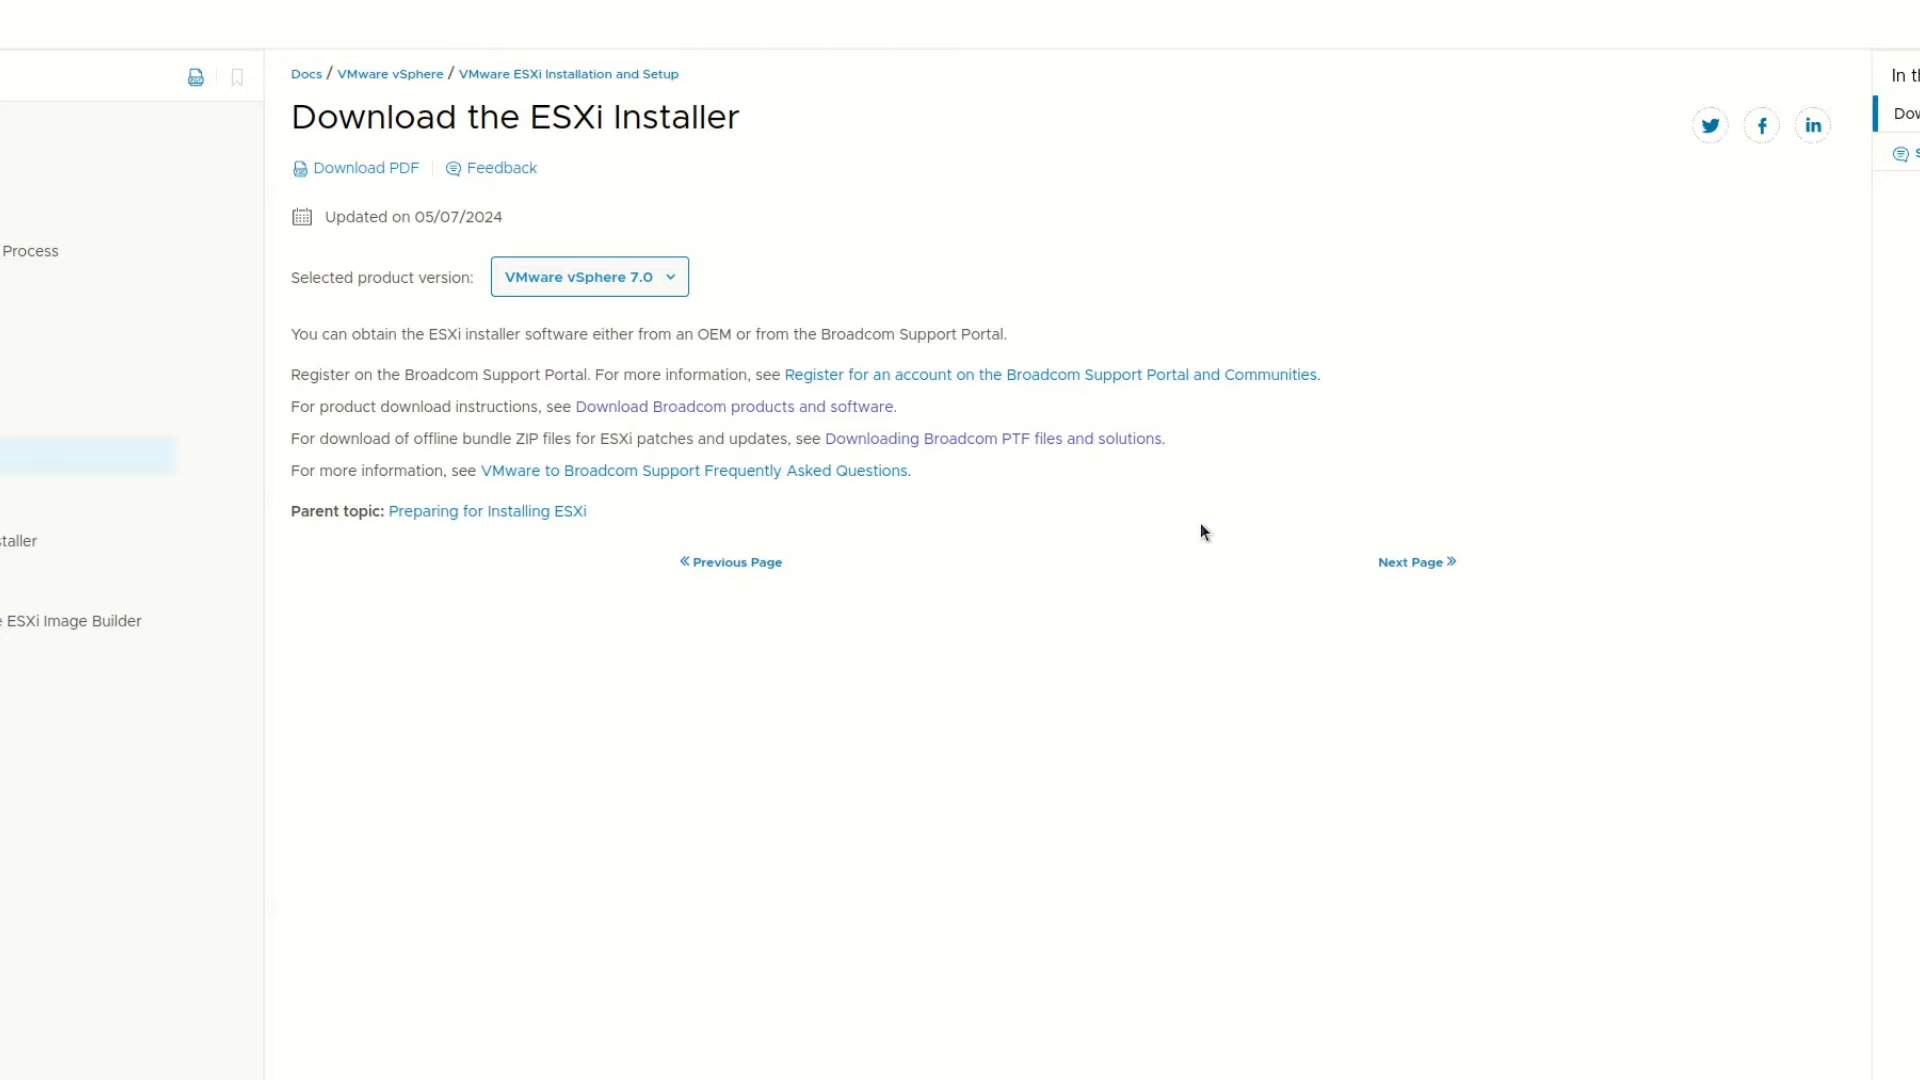 Docs / VMware vSphere / VMware ESXi Installation and Setup
Download the ESXi Installer
Download PDF | Feedback
Updated on 05/07/2024
Selected product version: VMware vSphere 7.0
You can obtain the ESXi installer software either from an OEM or from the Broadcom Support Portal.
Register on the Broadcom Support Portal. For more information, see Register for an account on the Broadcom Support Portal and Communities.
For product download instructions, see Download Broadcom products and software.
For download of offline bundle ZIP files for ESXi patches and updates, see Downloading Broadcom PTF files and solutions.
For more information, see VMware to Broadcom Support Frequently Asked Questions.
Parent topic: Preparing for Installing ESXi
« Previous Page
Next Page »
Process
staller
ESXi Image Builder
In t
Dow